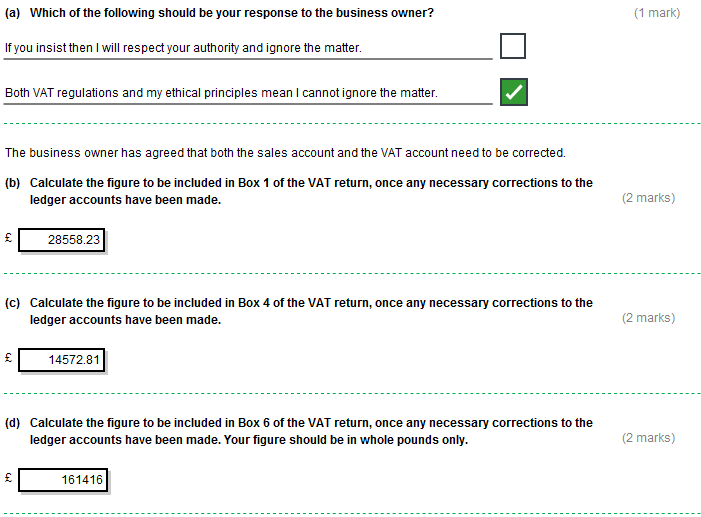 (a) Which of the following should be your response to the business owner? (1 mark)
If you insist then I will respect your authority and ignore the matter.
Both VAT regulations and my ethical principles mean I cannot ignore the matter.
The business owner has agreed that both the sales account and the VAT account need to be corrected.
(b) Calculate the figure to be included in Box 1 of the VAT return, once any necessary corrections to the
ledger accounts have been made. (2 marks)
£ 28558.23
(c) Calculate the figure to be included in Box 4 of the VAT return, once any necessary corrections to the
ledger accounts have been made. (2 marks)
£ 14572.81
(d) Calculate the figure to be included in Box 6 of the VAT return, once any necessary corrections to the
ledger accounts have been made. Your figure should be in whole pounds only. (2 marks)
£ 161416